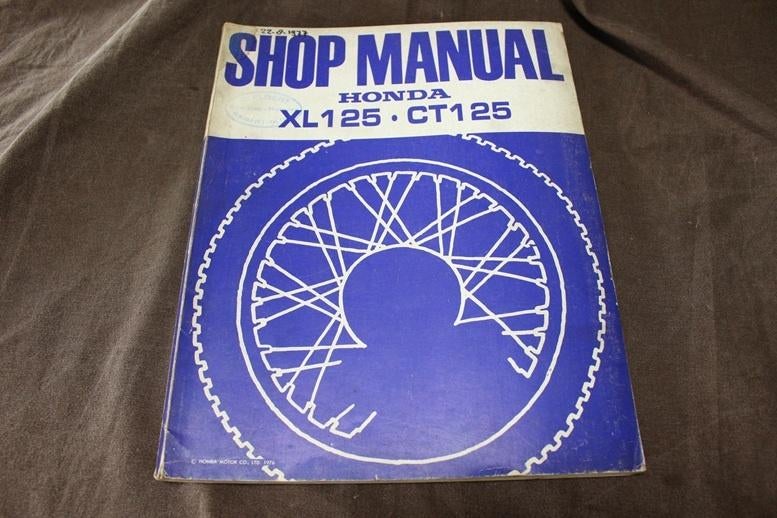 22-8-1977
SHOP MANUAL
HONDA
XL125 • CT125
© HONDA MOTOR CO., LTD. 1976